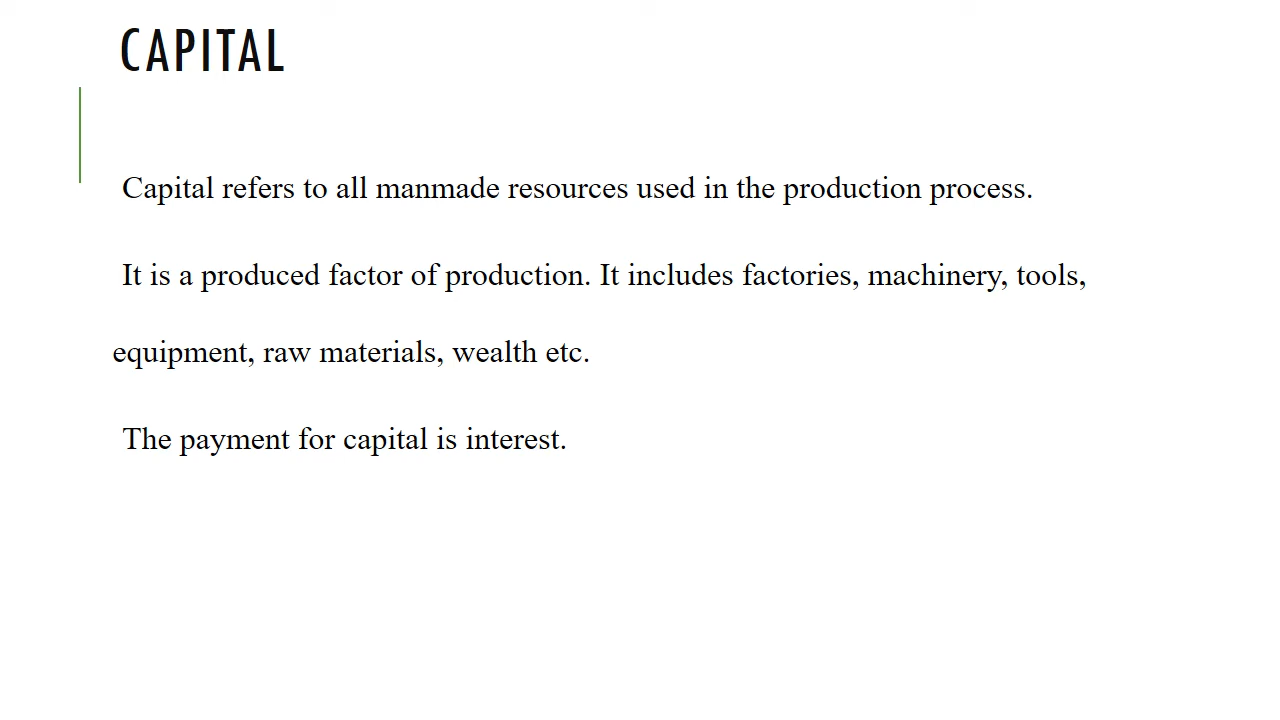 CAPITAL
Capital refers to all manmade resources used in the production process.
It is a produced factor of production. It includes factories, machinery, tools,
equipment, raw materials, wealth etc.
The payment for capital is interest.